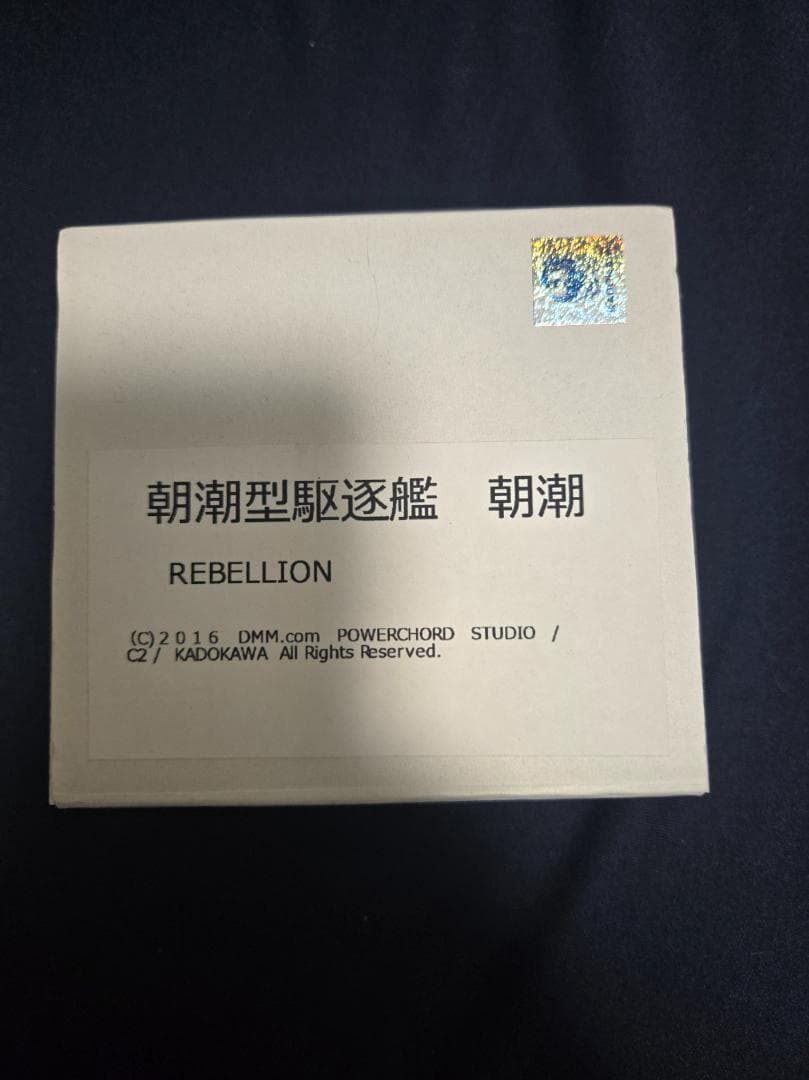 朝潮型駆逐艦　朝潮
REBELLION
(C)２０１６　DMM.com　POWERCHORD　STUDIO　/
C2 /　KADOKAWA　All Rights Reserved.